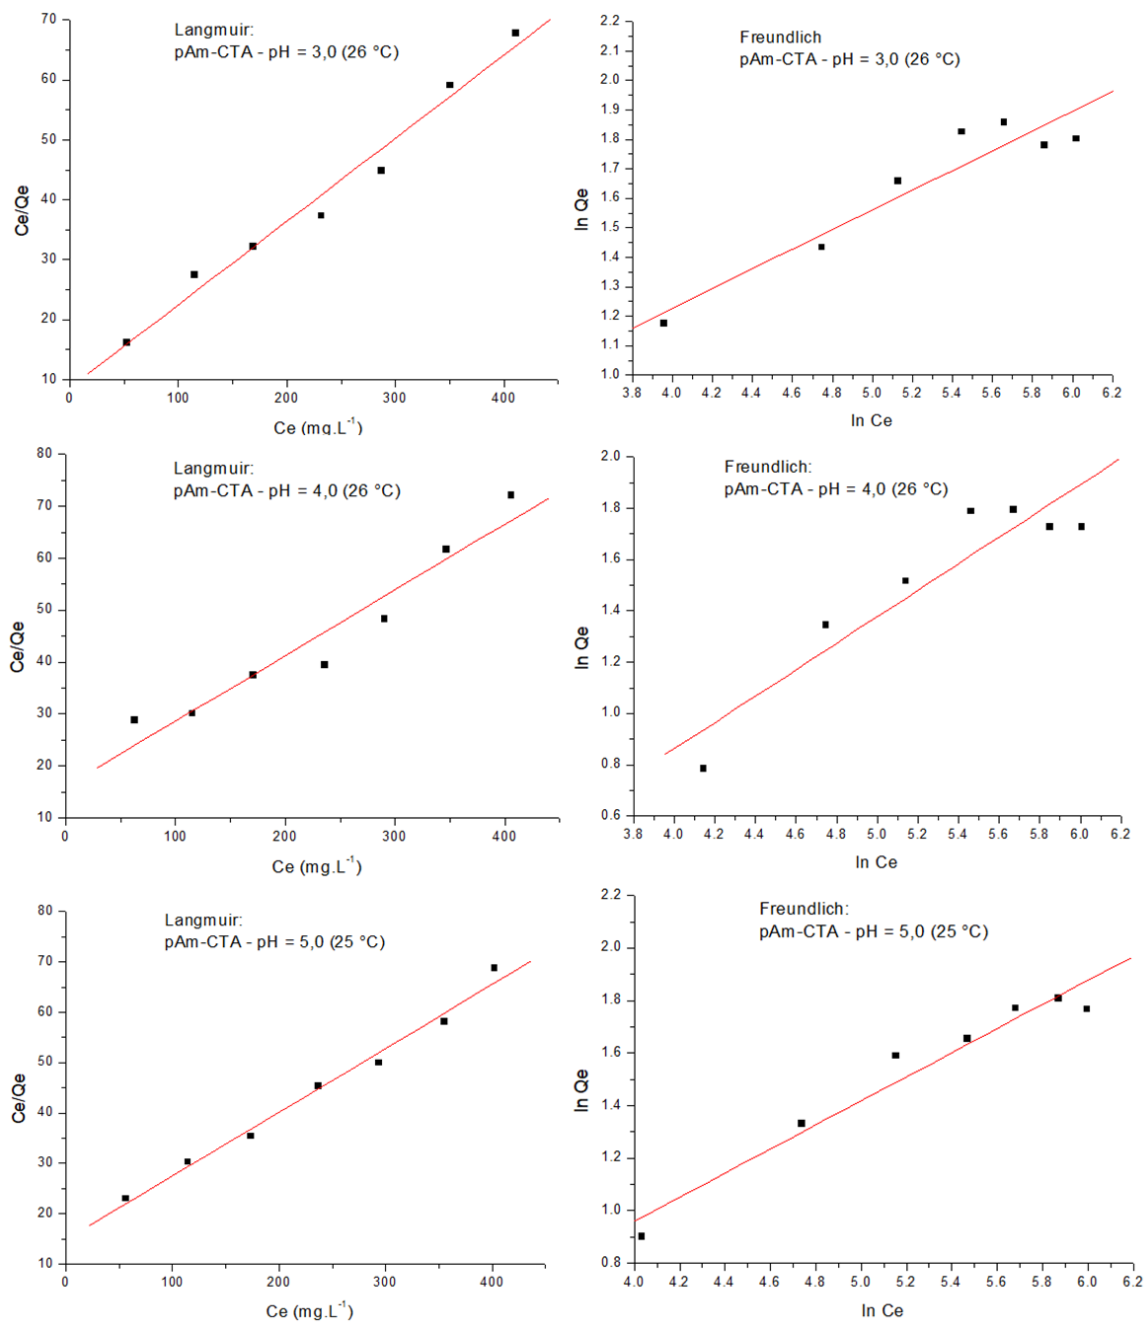 Langmuir:
pAm-CTA - pH = 3,0 (26 °C)
70
60
50
40
30
20
10
Ce/Qe
0 100 200 300 400
Ce (mg.L⁻¹)
Freundlich
pAm-CTA - pH = 3,0 (26 °C)
2.2
2.1
2.0
1.9
1.8
1.7
1.6
1.5
1.4
1.3
1.2
1.1
1.0
ln Qe
3.8 4.0 4.2 4.4 4.6 4.8 5.0 5.2 5.4 5.6 5.8 6.0 6.2
ln Ce
Langmuir:
pAm-CTA - pH = 4,0 (26 °C)
80
70
60
50
40
30
20
10
Ce/Qe
0 100 200 300 400
Ce (mg.L⁻¹)
Freundlich:
pAm-CTA - pH = 4,0 (26 °C)
2.0
1.8
1.6
1.4
1.2
1.0
0.8
0.6
ln Qe
3.8 4.0 4.2 4.4 4.6 4.8 5.0 5.2 5.4 5.6 5.8 6.0 6.2
ln Ce
Langmuir:
pAm-CTA - pH = 5,0 (25 °C)
80
70
60
50
40
30
20
10
Ce/Qe
0 100 200 300 400
Ce (mg.L⁻¹)
Freundlich:
pAm-CTA - pH = 5,0 (25 °C)
2.2
2.0
1.8
1.6
1.4
1.2
1.0
0.8
ln Qe
4.0 4.2 4.4 4.6 4.8 5.0 5.2 5.4 5.6 5.8 6.0 6.2
ln Ce